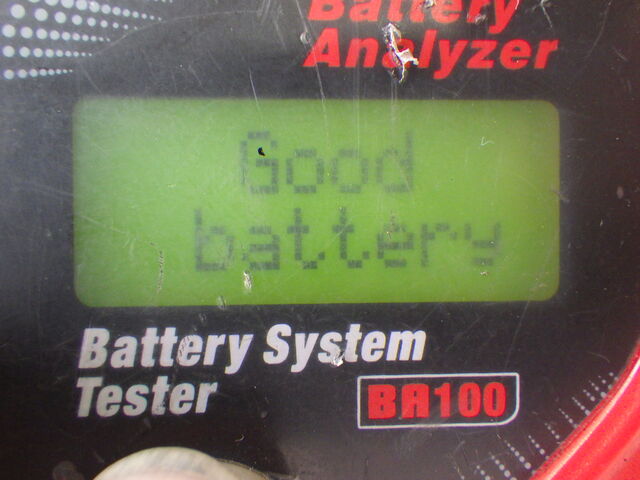 Battery
Analyzer
Good
battery
Battery System
Tester
BA100